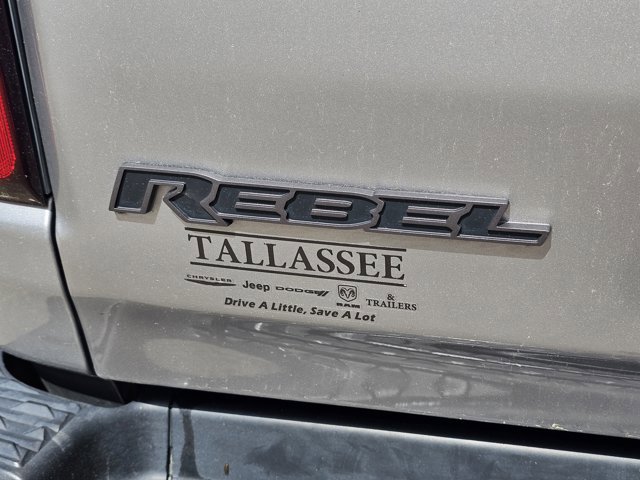 REBEL
TALLASSEE
CHRYSLER Jeep DODGE RAM & TRAILERS
Drive A Little, Save A Lot